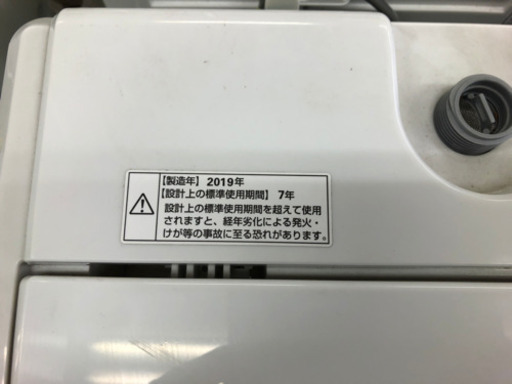 【製造年】2019年
【設計上の標準使用期間】7年
設計上の標準使用期間を超えて使用
されますと、経年劣化による発火・
けが等の事故に至る恐れがあります。